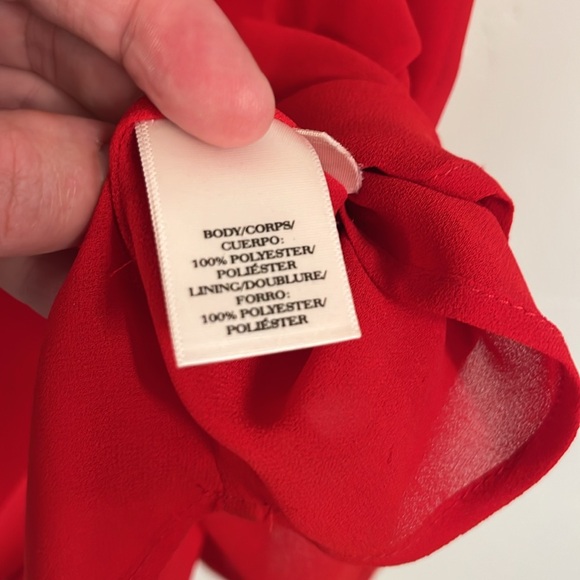 BODY/CORPS/
CUERPO:
100% POLYESTER/
POLIÉSTER
LINING/DOUBLURE/
FORRO:
100% POLYESTER/
POLIÉSTER